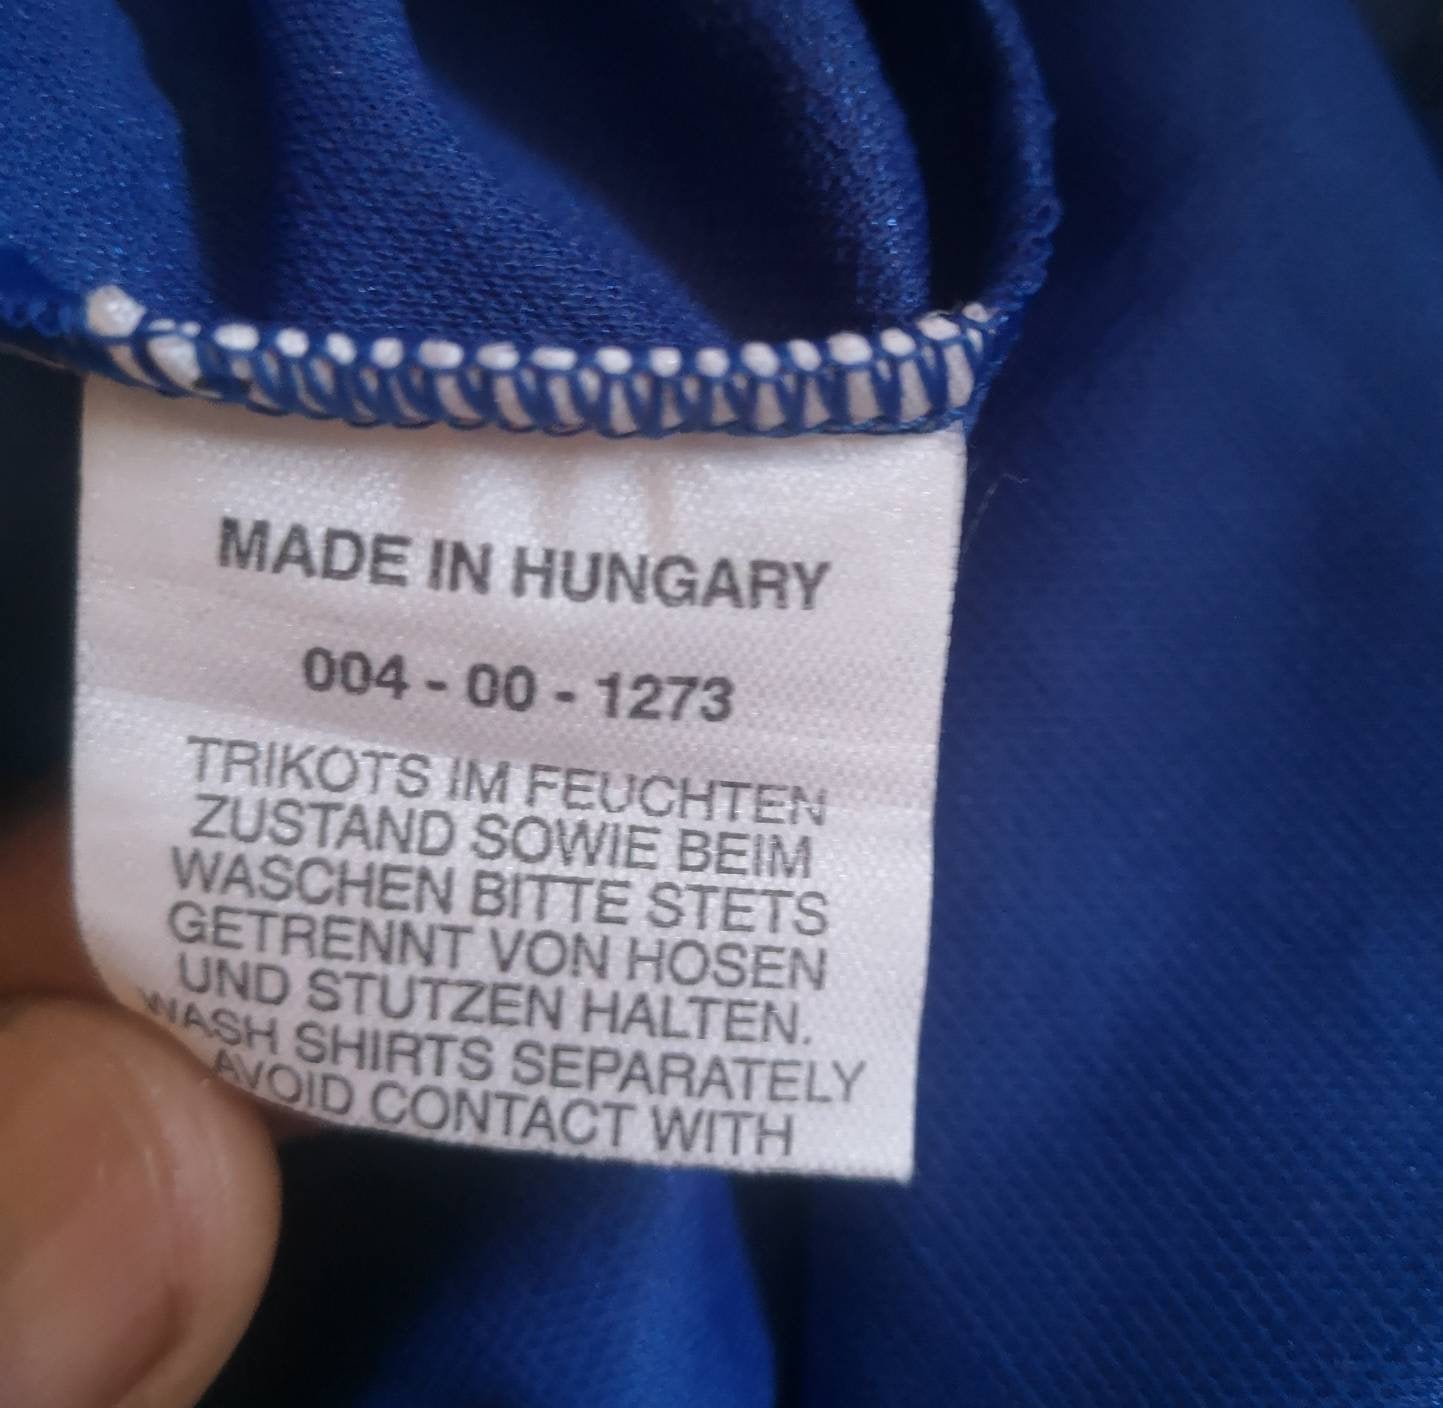 MADE IN HUNGARY
004 - 00 - 1273
TRIKOTS IM FEUCHTEN
ZUSTAND SOWIE BEIM
WASCHEN BITTE STETS
GETRENNT VON HOSEN
UND STUTZEN HALTEN.
WASH SHIRTS SEPARATELY
AVOID CONTACT WITH